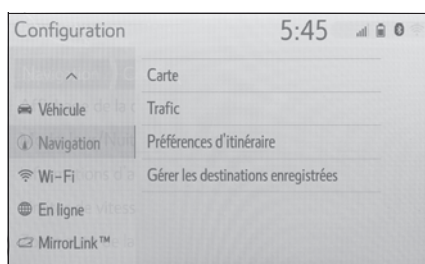 Configuration 5:45
Carte
Véhicule
Trafic
Navigation
Préférences d'itinéraire
Wi-Fi
Gérer les destinations enregistrées
En ligne
MirrorLink™